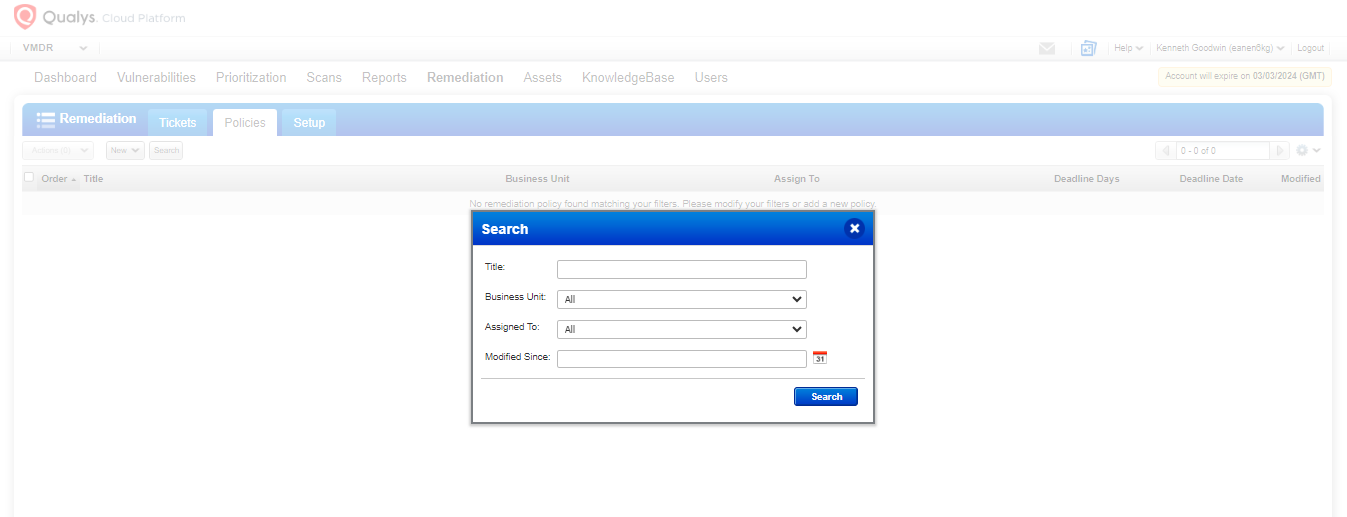 Qualys. Cloud Platform
VMDR
Help Kenneth Goodwin (eanen6kg) Logout
Dashboard Vulnerabilities Prioritization Scans Reports Remediation Assets KnowledgeBase Users
Account will expire on 03/03/2024 (GMT)
Remediation Tickets Policies Setup
Actions (0) New Search 0 - 0 of 0
Order Title Business Unit Assign To Deadline Days Deadline Date Modified
No remediation policy found matching your filters. Please modify your filters or add a new policy.
Search
Title:
Business Unit: All
Assigned To: All
Modified Since: 31
Search